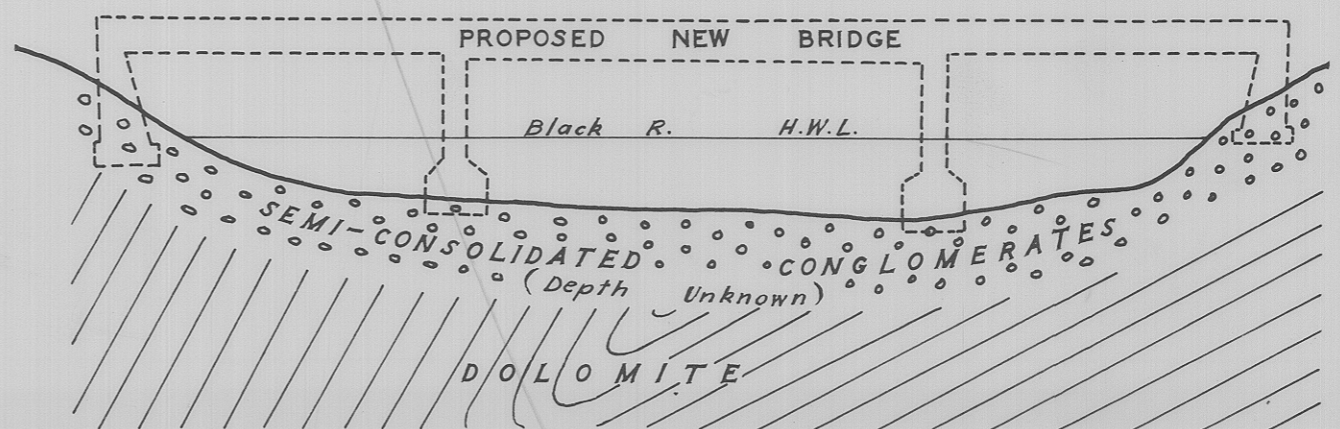 PROPOSED NEW BRIDGE
Black R. H.W.L.
SEMI-CONSOLIDATED CONGLOMERATES
(Depth Unknown)
DOLOMITE